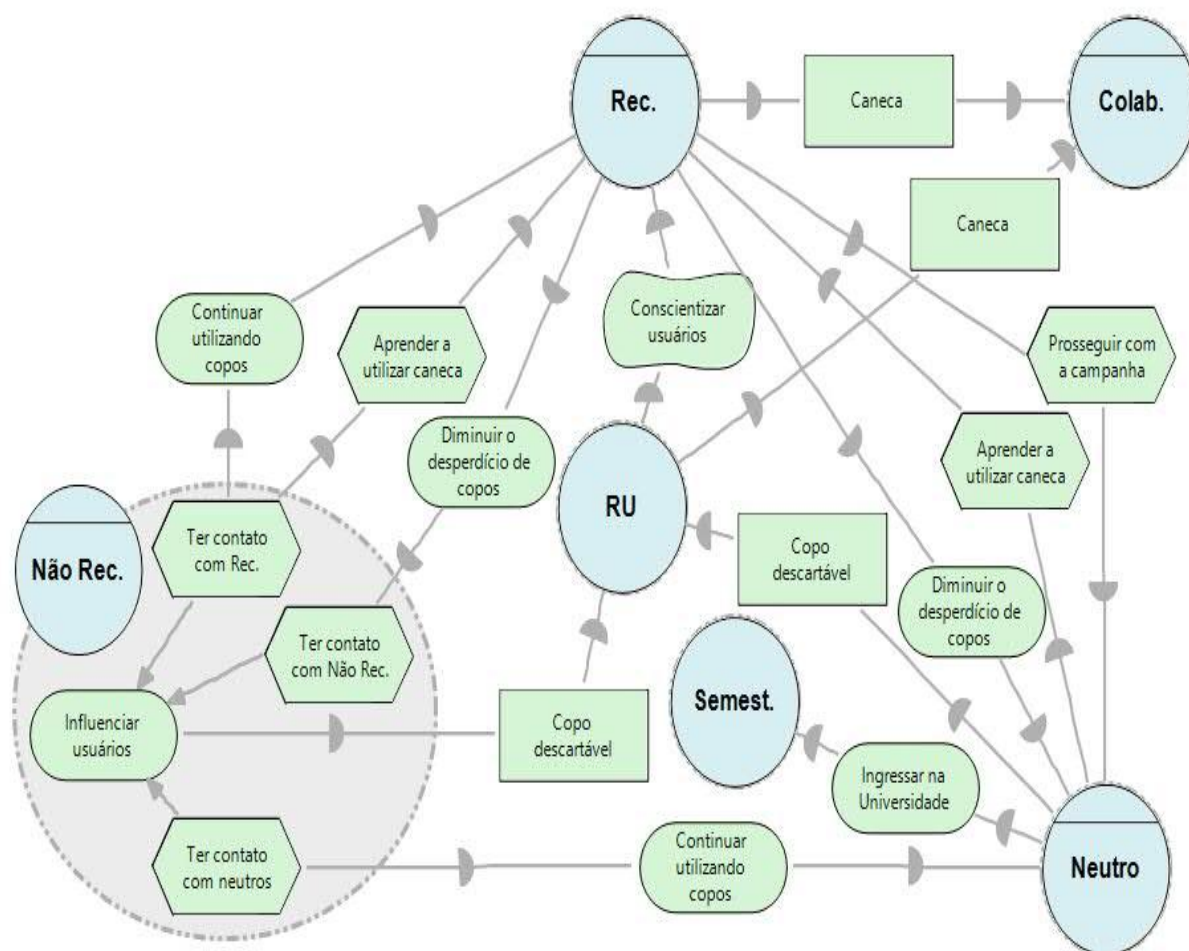 Rec.
Caneca
Colab.
Caneca
Continuar
utilizando
copos
Aprender a
utilizar caneca
Conscientizar
usuários
Prosseguir com
a campanha
Diminuir o
desperdício de
copos
Aprender a
utilizar caneca
RU
Não Rec.
Ter contato
com Rec.
Copo
descartável
Diminuir o
desperdício de
copos
Ter contato
com Não Rec.
Semest.
Influenciar
usuários
Copo
descartável
Ingressar na
Universidade
Ter contato
com neutros
Continuar
utilizando
copos
Neutro